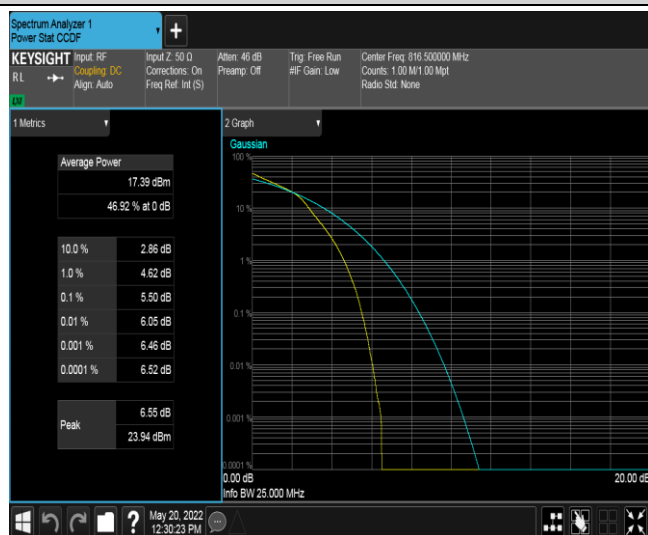 Spectrum Analyzer 1
Power Stat CCDF
+
KEYSIGHT
RL
LXI
Input: RF
Coupling: DC
Align: Auto
Input Z: 50 Ω
Corrections: On
Freq Ref: Int (S)
Atten: 46 dB
Preamp: Off
Trig: Free Run
#IF Gain: Low
Center Freq: 816.500000 MHz
Counts: 1.00 M/1.00 Mpt
Radio Std: None
1 Metrics
Average Power
17.39 dBm
46.92 % at 0 dB
10.0 % 2.86 dB
1.0 % 4.62 dB
0.1 % 5.50 dB
0.01 % 6.05 dB
0.001 % 6.46 dB
0.0001 % 6.52 dB
Peak
6.55 dB
23.94 dBm
2 Graph
Gaussian
100 %
10 %
1 %
0.1 %
0.01 %
0.001 %
0.0001 %
0.00 dB 20.00 dB
Info BW 25.000 MHz
?
May 20, 2022
12:30:23 PM